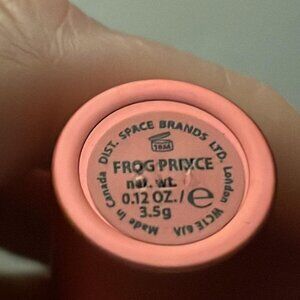 DIST. SPACE BRANDS LTD. London WC1E 6JA
Made in Canada
18M
FROG PRINCE
net. wt.
0.12 OZ./ e
3.5g